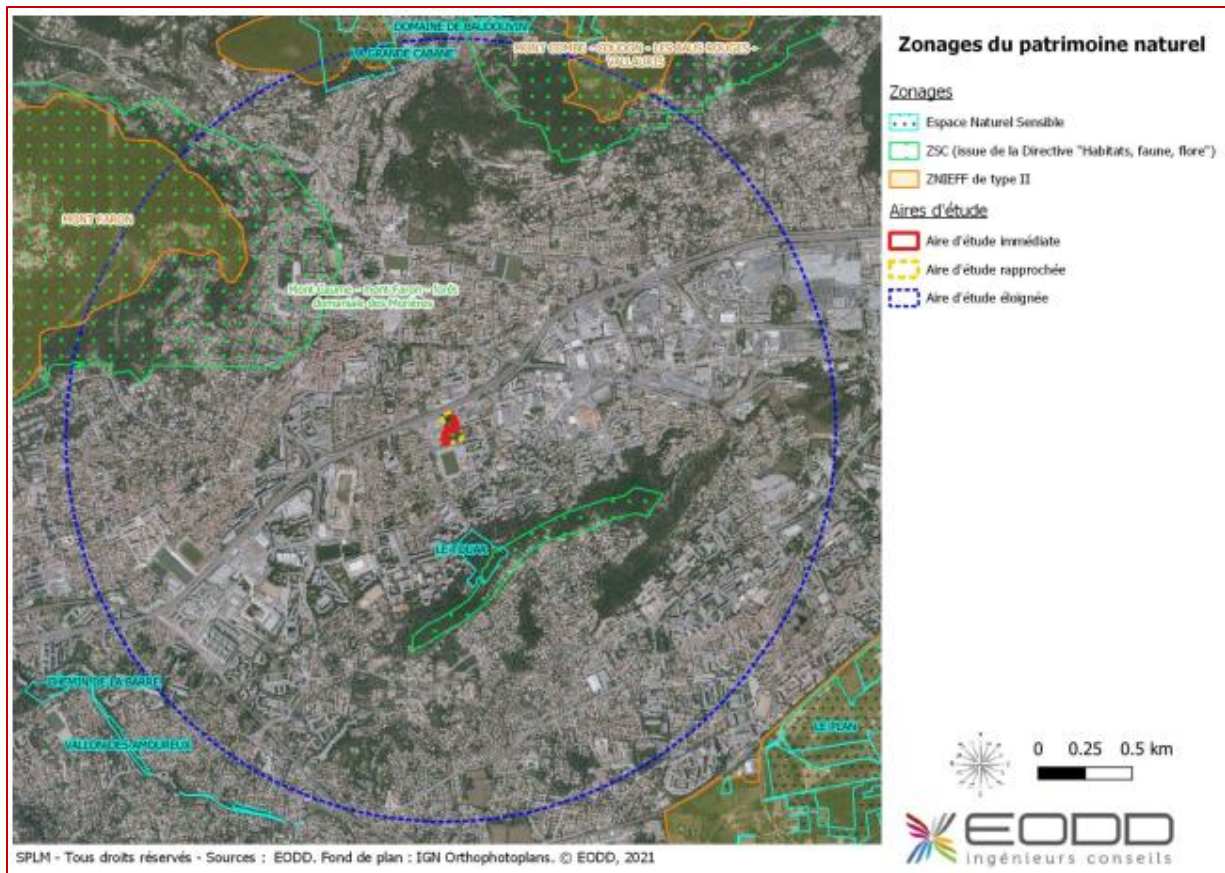 DOMAINE DE BAUDOUVIN
LA GRANDE CABANE
MONT COMBE - COUDON - LES BAUS ROUGES -
VALLAURIS
MONT FARON
Mont Caume - mont Faron - forêt
domaniale des Morières
LE TOUAR
CHEMIN DE LA BARRE
VALLON DES AMOUREUX
LE PLAN
Zonages du patrimoine naturel
Zonages
Espace Naturel Sensible
ZSC (issue de la Directive "Habitats, faune, flore")
ZNIEFF de type II
Aires d'étude
Aire d'étude immédiate
Aire d'étude rapprochée
Aire d'étude éloignée
0 0.25 0.5 km
EODD
ingénieurs conseils
SPLM - Tous droits réservés - Sources : EODD. Fond de plan : IGN Orthophotoplans. © EODD, 2021